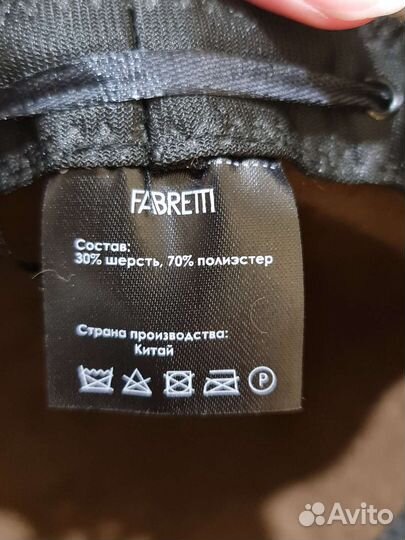 FABRETTI
Состав:
30% шерсть, 70% полиэстер
Страна производства:
Китай
P
Avito